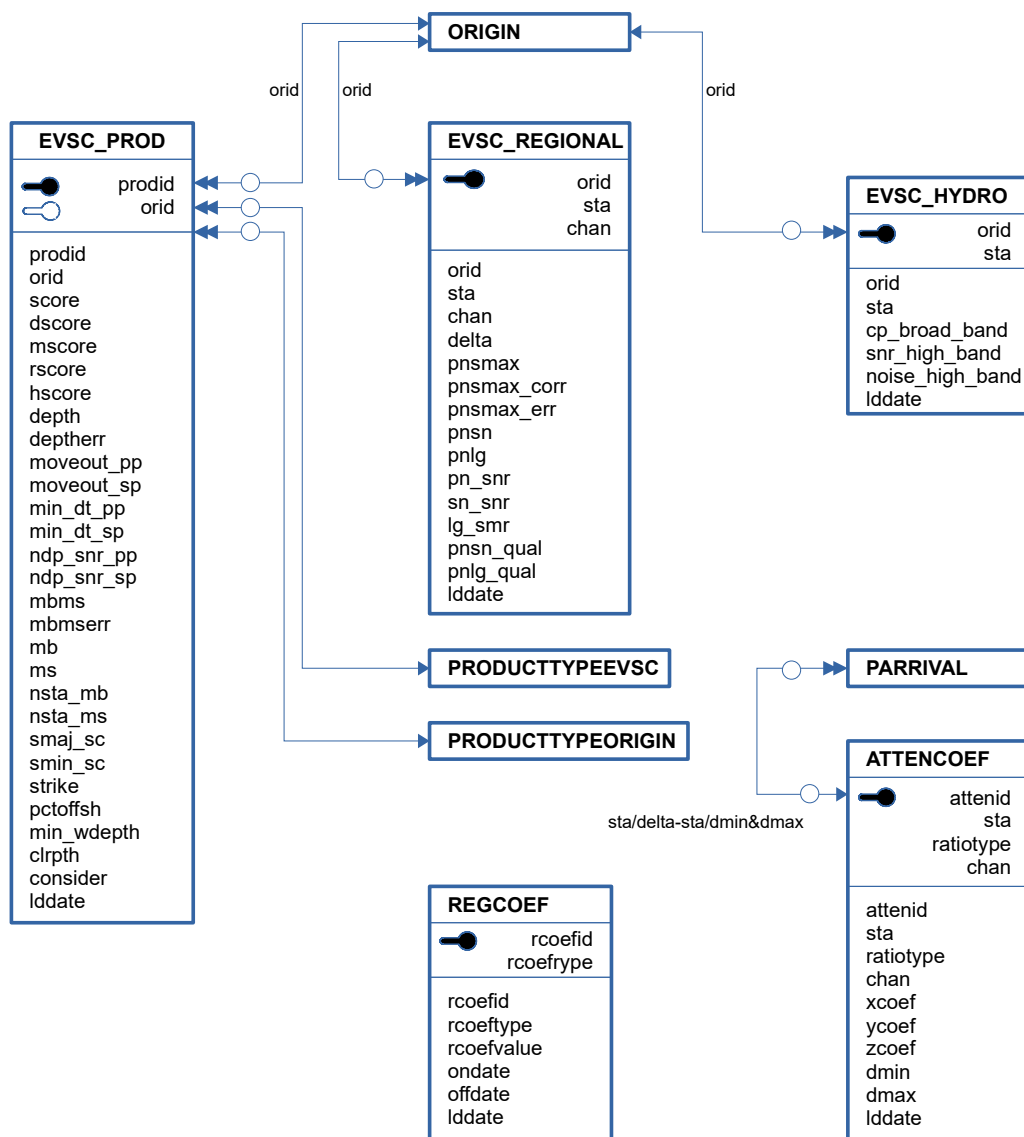 ORIGIN
orid
orid
orid
EVSC_PROD
prodid
orid
prodid
orid
score
dscore
mscore
rscore
hscore
depth
deptherr
moveout_pp
moveout_sp
min_dt_pp
min_dt_sp
ndp_snr_pp
ndp_snr_sp
mbms
mbmserr
mb
ms
nsta_mb
nsta_ms
smaj_sc
smin_sc
strike
pctoffsh
min_wdepth
clrpth
consider
lddate
EVSC_REGIONAL
orid
sta
chan
orid
sta
chan
delta
pnsmax
pnsmax_corr
pnsmax_err
pnsn
pnlg
pn_snr
sn_snr
lg_smr
pnsn_qual
pnlg_qual
lddate
EVSC_HYDRO
orid
sta
orid
sta
cp_broad_band
snr_high_band
noise_high_band
lddate
PRODUCTTYPEEVSC
PRODUCTTYPEORIGIN
PARRIVAL
sta/delta-sta/dmin&dmax
ATTENCOEF
attenid
sta
ratiotype
chan
attenid
sta
ratiotype
chan
xcoef
ycoef
zcoef
dmin
dmax
lddate
REGCOEF
rcoefid
rcoefrype
rcoefid
rcoeftype
rcoefvalue
ondate
offdate
lddate